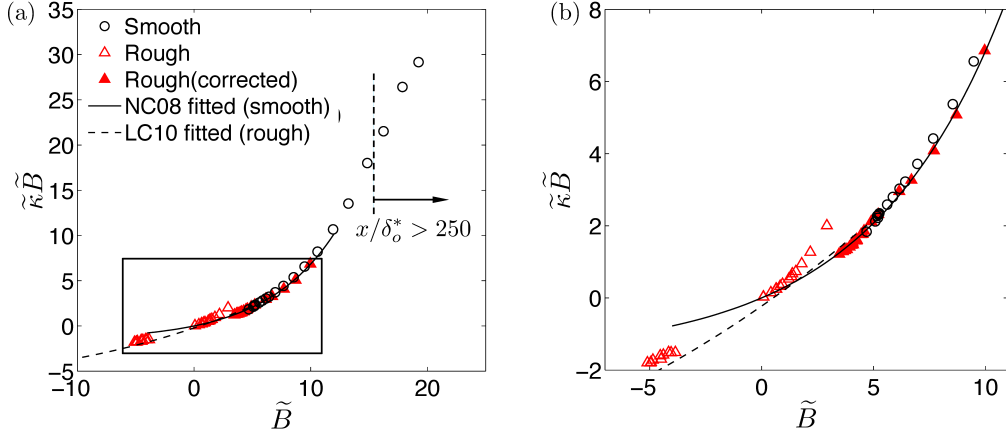 (a)
35
30
25
20
15
10
5
0
−5
−10
0
10
20
κ̃B̃
B̃
Smooth
Rough
Rough(corrected)
NC08 fitted (smooth)
LC10 fitted (rough)
x/δ*ₒ > 250
(b)
8
6
4
2
0
−2
−5
0
5
10
κ̃B̃
B̃